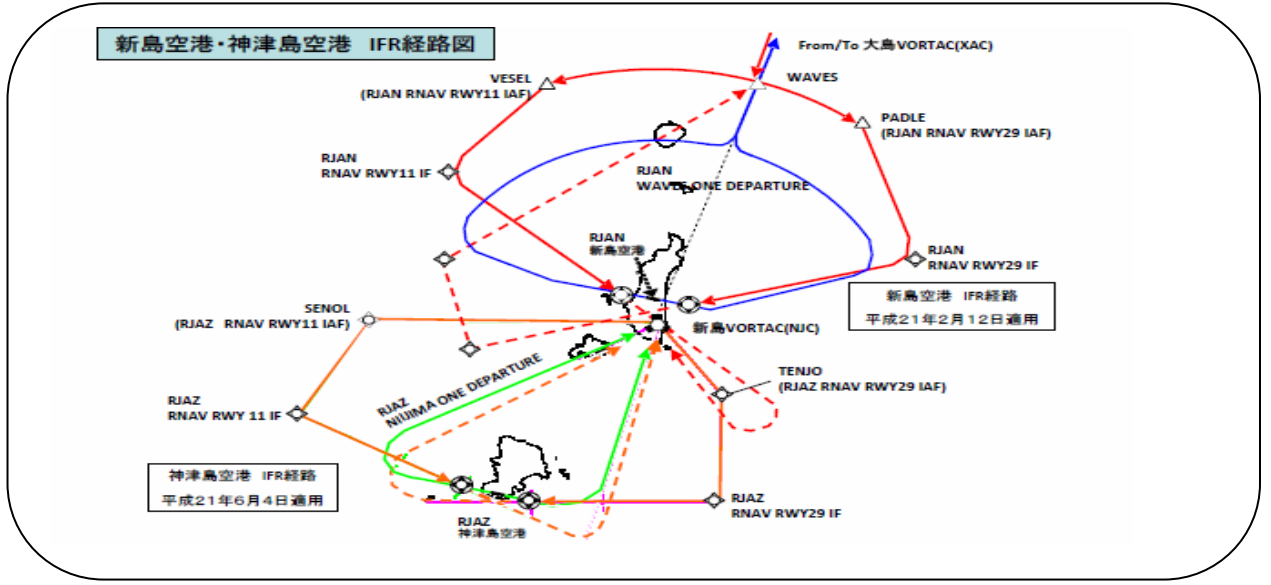 新島空港・神津島空港 IFR経路図
From/To 大島VORTAC(XAC)
VESEL
(RJAN RNAV RWY11 IAF)
WAVES
PADLE
(RJAN RNAV RWY29 IAF)
RJAN
RNAV RWY11 IF
RJAN
WAVES ONE DEPARTURE
RJAN
新島空港
RJAN
RNAV RWY29 IF
新島空港 IFR経路
平成21年2月12日適用
SENOL
(RJAZ RNAV RWY11 IAF)
新島VORTAC(NJC)
TENJO
(RJAZ RNAV RWY29 IAF)
RJAZ
NIIJIMA ONE DEPARTURE
RJAZ
RNAV RWY 11 IF
神津島空港 IFR経路
平成21年6月4日適用
RJAZ
RNAV RWY29 IF
RJAZ
神津島空港